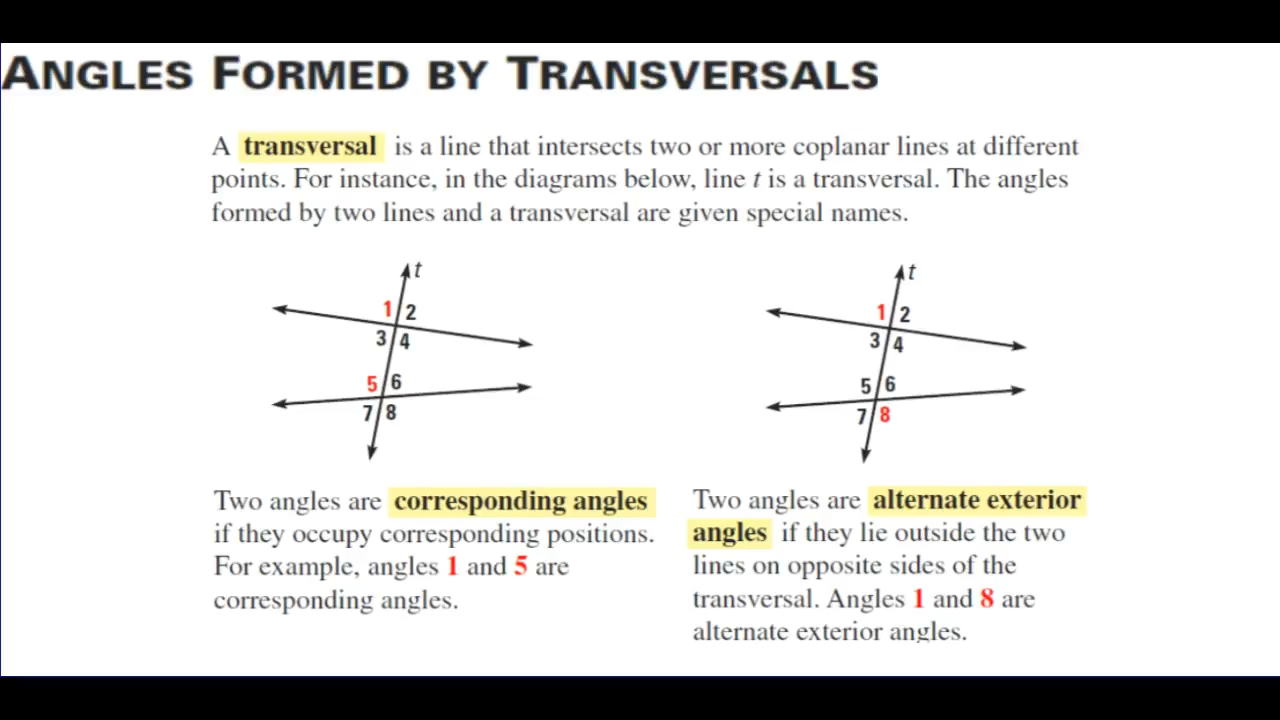 ANGLES FORMED BY TRANSVERSALS
A transversal is a line that intersects two or more coplanar lines at different
points. For instance, in the diagrams below, line t is a transversal. The angles
formed by two lines and a transversal are given special names.
t
1 2
3 4
5 6
7 8
t
1 2
3 4
5 6
7 8
Two angles are corresponding angles
if they occupy corresponding positions.
For example, angles 1 and 5 are
corresponding angles.
Two angles are alternate exterior
angles if they lie outside the two
lines on opposite sides of the
transversal. Angles 1 and 8 are
alternate exterior angles.